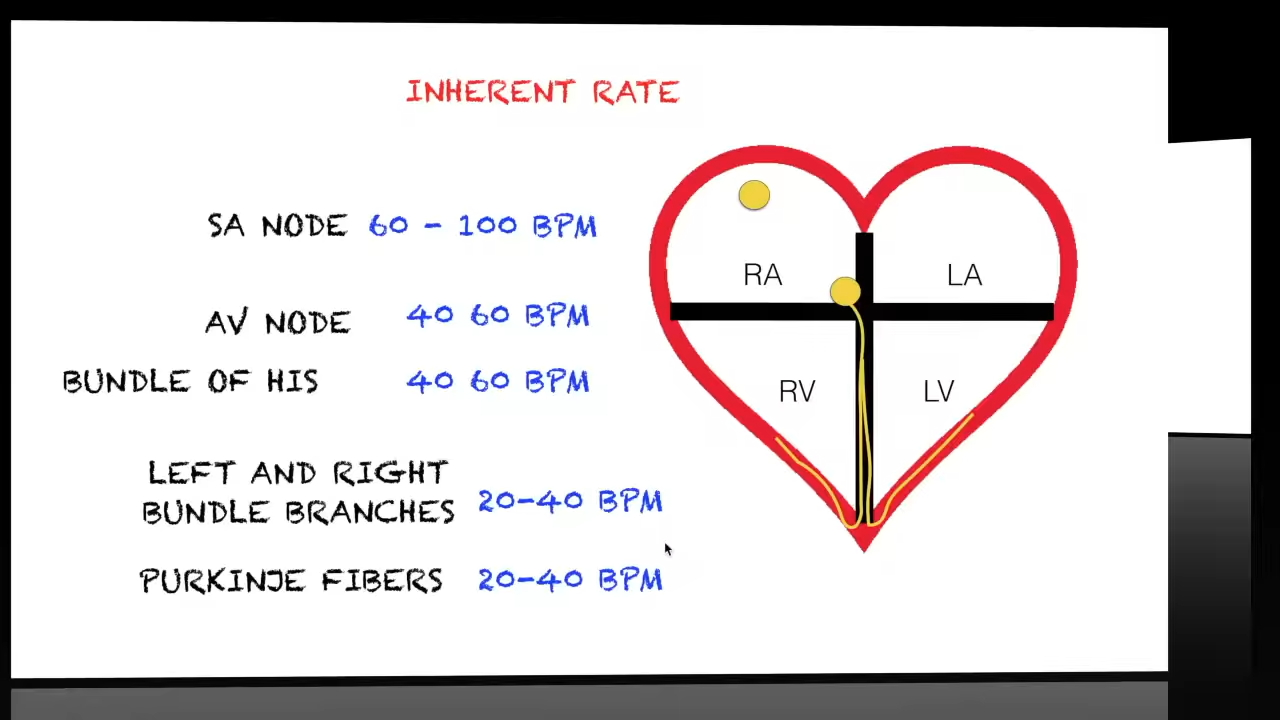 INHERENT RATE
SA NODE 60 - 100 BPM
AV NODE 40 60 BPM
BUNDLE OF HIS 40 60 BPM
LEFT AND RIGHT
BUNDLE BRANCHES 20-40 BPM
PURKINJE FIBERS 20-40 BPM
RA
LA
RV
LV